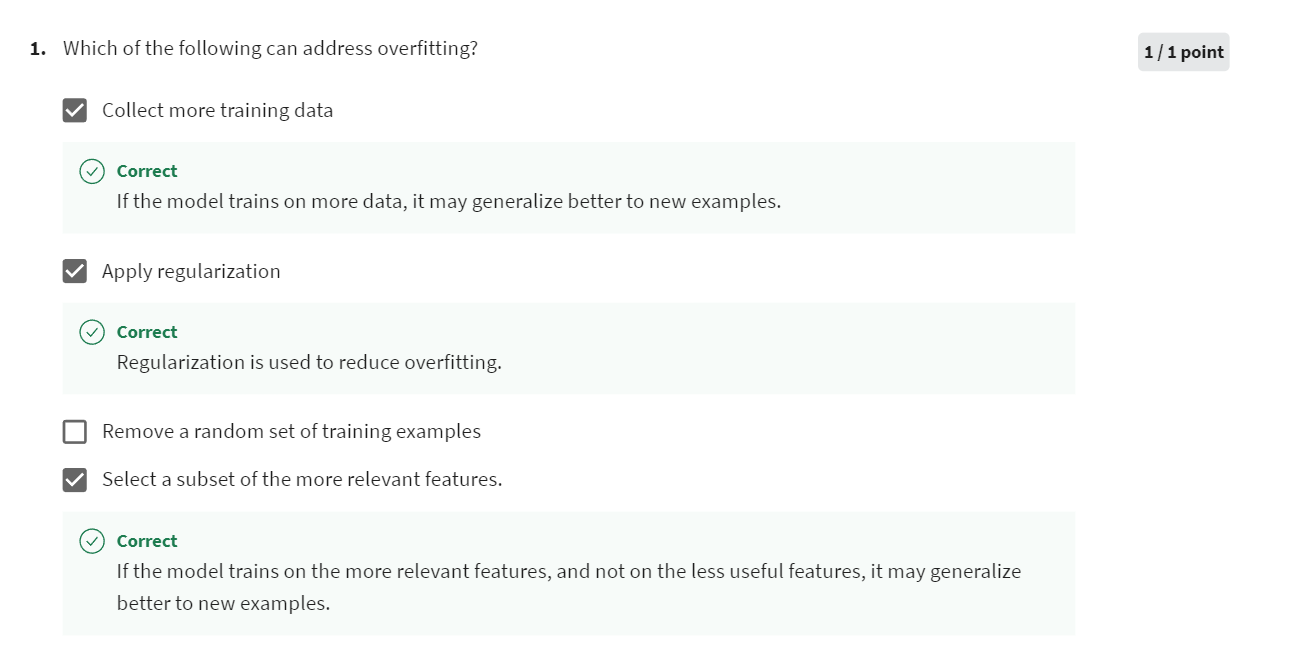 1. Which of the following can address overfitting?
1 / 1 point
Collect more training data
Correct
If the model trains on more data, it may generalize better to new examples.
Apply regularization
Correct
Regularization is used to reduce overfitting.
Remove a random set of training examples
Select a subset of the more relevant features.
Correct
If the model trains on the more relevant features, and not on the less useful features, it may generalize
better to new examples.